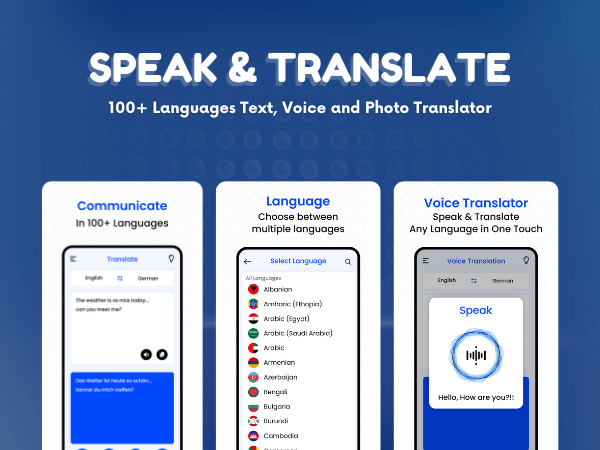 SPEAK & TRANSLATE
100+ Languages Text, Voice and Photo Translator
Communicate
In 100+ Languages
Translate
English
German
The weather is so nice today...
can you meet me?
Das Wetter ist heute so schön...
kannst du mich treffen?
Language
Choose between
multiple languages
Select Language
All Languages
Albanian
Amharic (Ethopia)
Arabic (Egypt)
Arabic (Saudi Arabia)
Arabic
Armenian
Azerbaijan
Bengali
Bulgaria
Burundi
Cambodia
Voice Translator
Speak & Translate
Any Language in One Touch
Voice Translation
English
German
Speak
Hello, How are you?!!